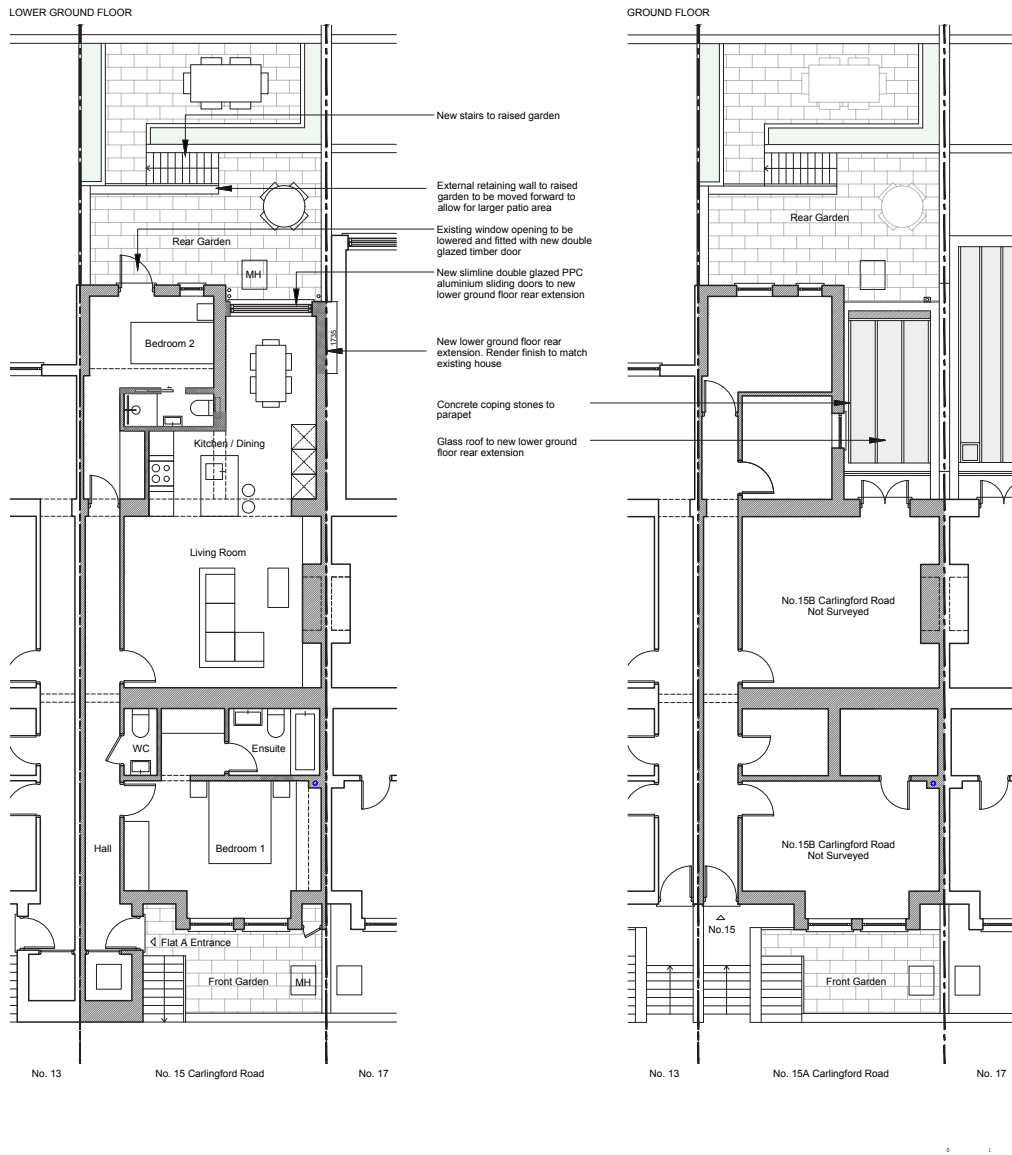 LOWER GROUND FLOOR
GROUND FLOOR
New stairs to raised garden
External retaining wall to raised
garden to be moved forward to
allow for larger patio area
Existing window opening to be
lowered and fitted with new double
glazed timber door
New slimline double glazed PPC
aluminium sliding doors to new
lower ground floor rear extension
New lower ground floor rear
extension. Render finish to match
existing house
Concrete coping stones to
parapet
Glass roof to new lower ground
floor rear extension
Rear Garden
MH
1735
Bedroom 2
Kitchen / Dining
Living Room
WC
Ensuite
Hall
Bedroom 1
Flat A Entrance
Front Garden
MH
No. 13
No. 15 Carlingford Road
No. 17
Rear Garden
No.15B Carlingford Road
Not Surveyed
No.15B Carlingford Road
Not Surveyed
No.15
Front Garden
No. 13
No. 15A Carlingford Road
No. 17
0
1